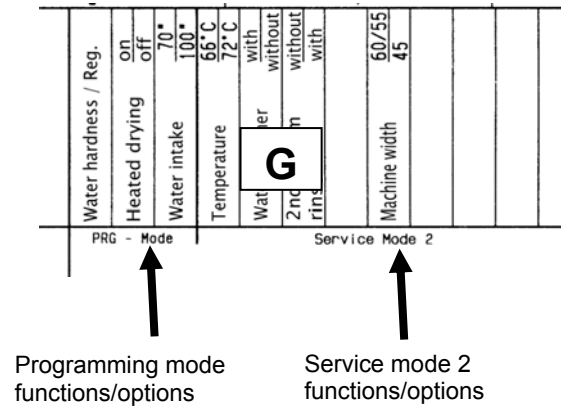 Water hardness / Reg.
Heated drying
on
off
Water intake
70°
100°
Temperature
66°C
72°C
with
without
without
with
Machine width
60/55
45
G
PRG - Mode
Service Mode 2
Programming mode
functions/options
Service mode 2
functions/options